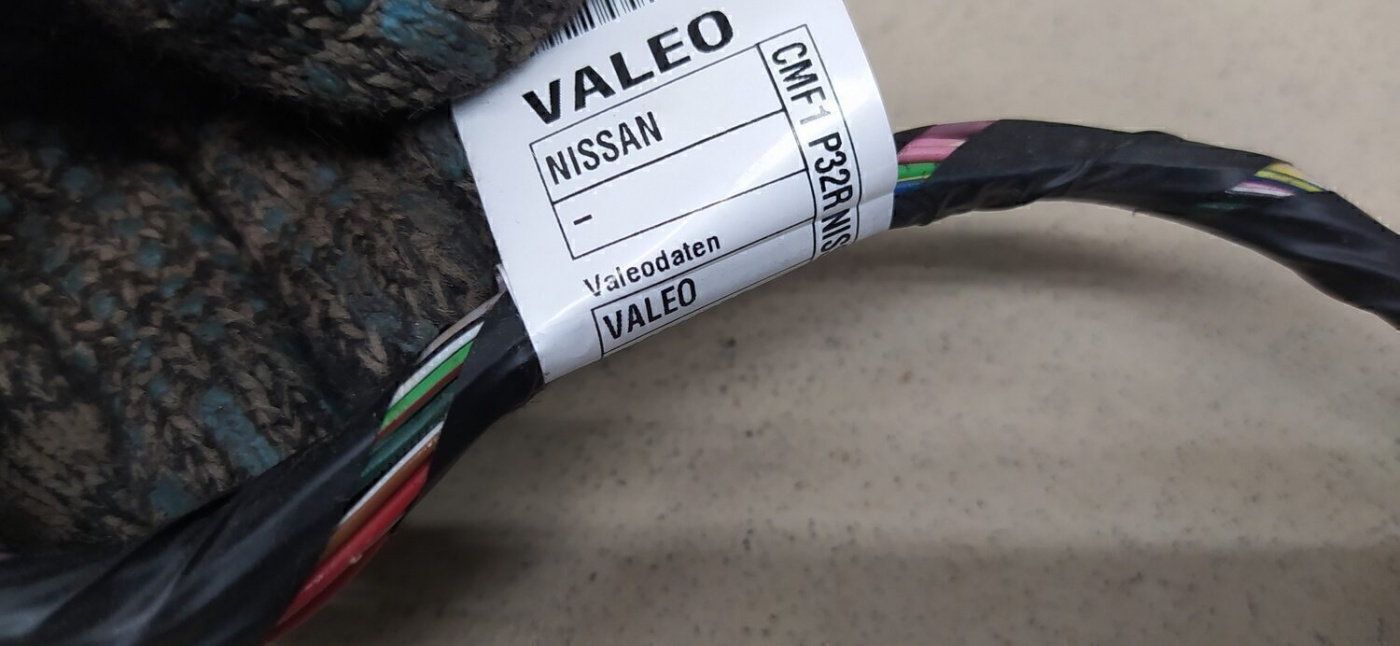 VALEO
NISSAN
-
Valeodaten
VALEO
CMF1 P32R NIS